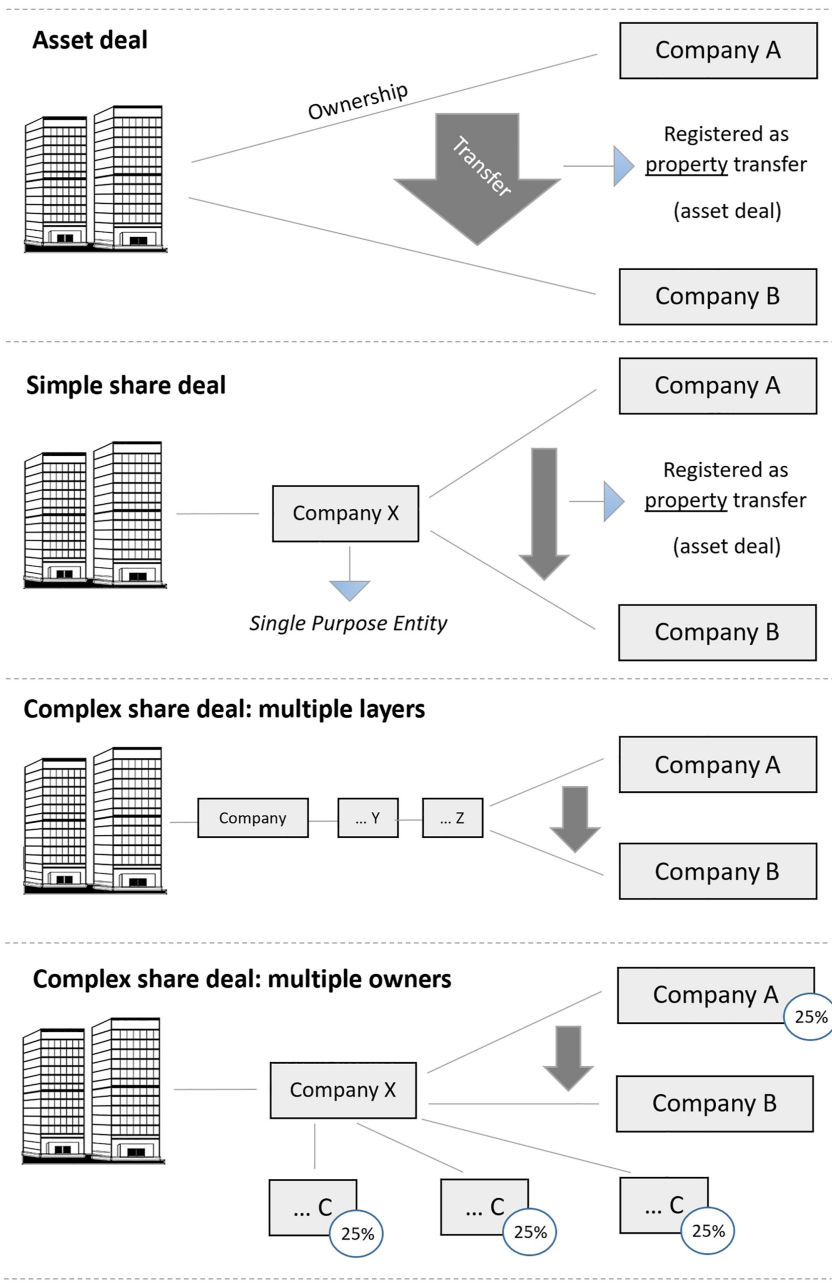 Asset deal
Company A
Ownership
Transfer
Registered as
property transfer
(asset deal)
Company B
Simple share deal
Company A
Company X
Registered as
property transfer
(asset deal)
Single Purpose Entity
Company B
Complex share deal: multiple layers
Company A
Company
... Y
... Z
Company B
Complex share deal: multiple owners
Company A
25%
Company X
Company B
... C
25%
... C
25%
... C
25%